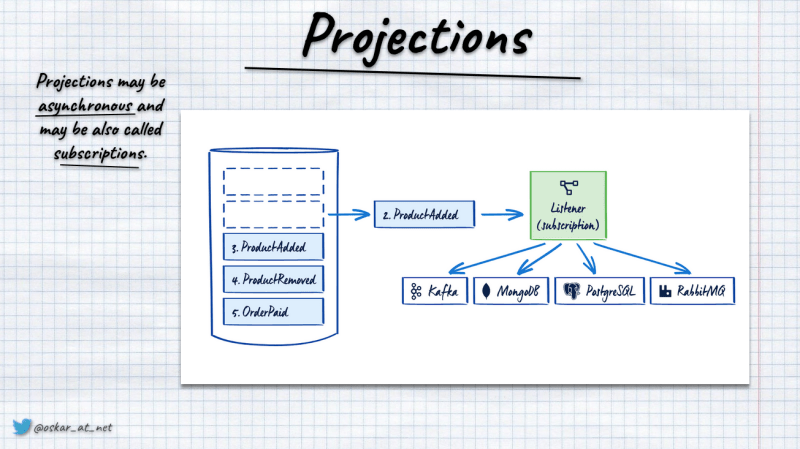 Projections
Projections may be
asynchronous and
may be also called
subscriptions.
2. ProductAdded
Listener
(subscription)
3. ProductAdded
4. ProductRemoved
5. OrderPaid
Kafka
MongoDB
PostgreSQL
RabbitMQ
@oskar_at_net